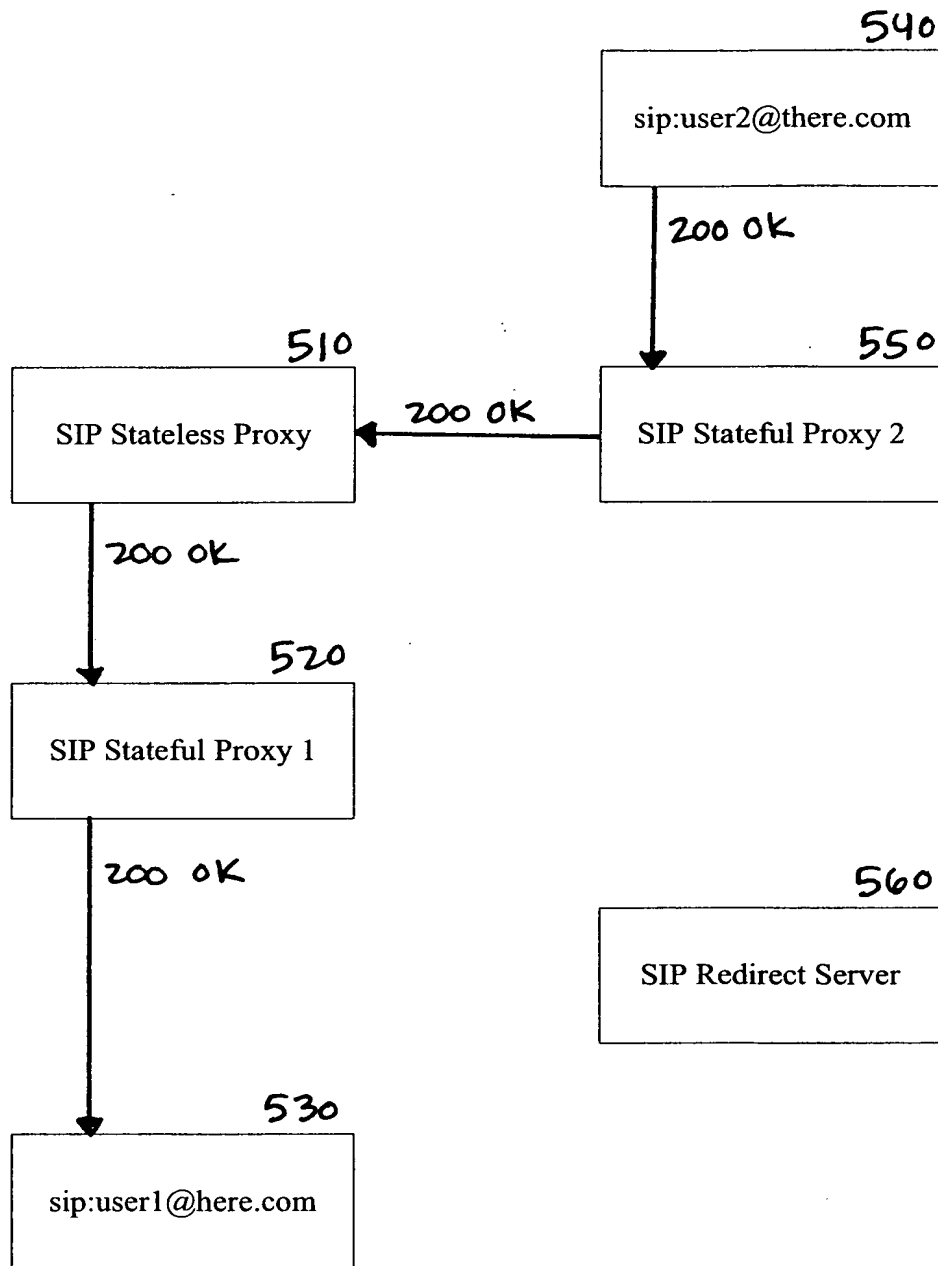 540
sip:user2@there.com
200 OK
510
550
SIP Stateless Proxy
200 OK
SIP Stateful Proxy 2
200 OK
520
SIP Stateful Proxy 1
200 OK
560
SIP Redirect Server
530
sip:user1@here.com